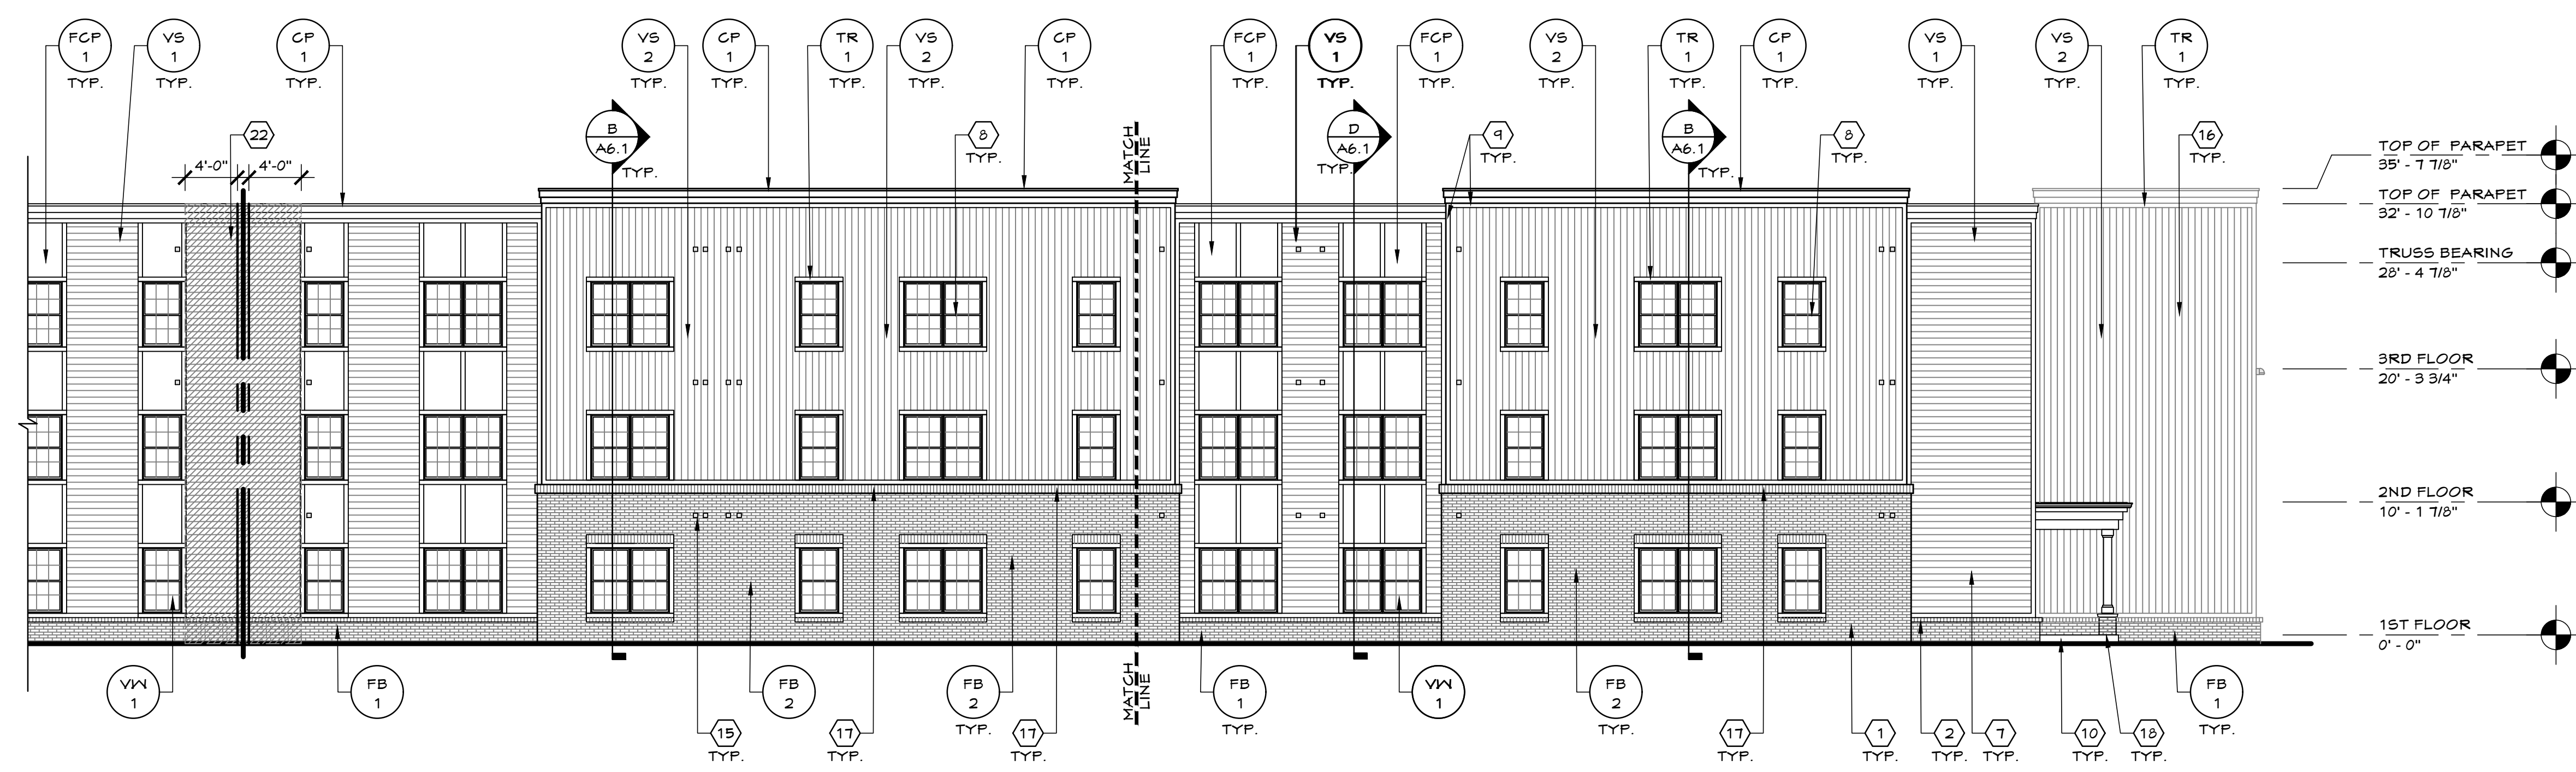 FCP
1
TYP.
VS
1
TYP.
CP
1
TYP.
VS
2
TYP.
CP
1
TYP.
TR
1
TYP.
VS
2
TYP.
CP
1
TYP.
FCP
1
TYP.
VS
1
TYP.
FCP
1
TYP.
VS
2
TYP.
TR
1
TYP.
CP
1
TYP.
VS
1
TYP.
VS
2
TYP.
TR
1
TYP.
22
4'-0" 4'-0"
B
A6.1
TYP.
8
TYP.
MATCH
LINE
D
A6.1
TYP.
9
TYP.
B
A6.1
TYP.
8
TYP.
16
TYP.
TOP OF PARAPET
35' - 7 7/8"
TOP OF PARAPET
32' - 10 7/8"
TRUSS BEARING
28' - 4 7/8"
3RD FLOOR
20' - 3 3/4"
2ND FLOOR
10' - 1 7/8"
1ST FLOOR
0' - 0"
VW
1
FB
1
FB
2
FB
2
TYP.
MATCH
LINE
FB
1
TYP.
VW
1
FB
2
TYP.
FB
1
TYP.
15
TYP.
17
TYP.
17
TYP.
17
TYP.
1
TYP.
2
TYP.
7
TYP.
10
TYP.
18
TYP.